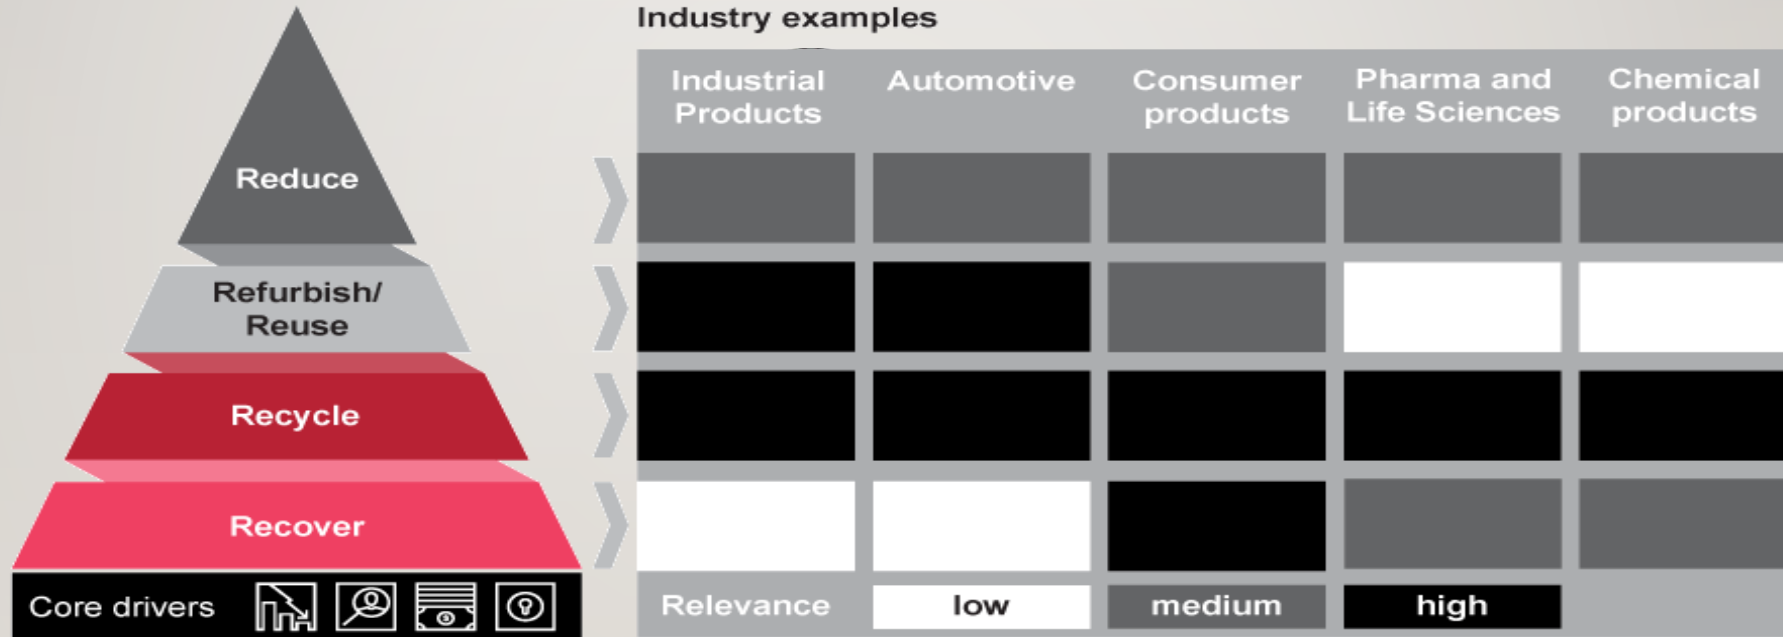 Industry examples
Industrial
Products
Automotive
Consumer
products
Pharma and
Life Sciences
Chemical
products
Reduce
Refurbish/
Reuse
Recycle
Recover
Core drivers
Relevance
low
medium
high